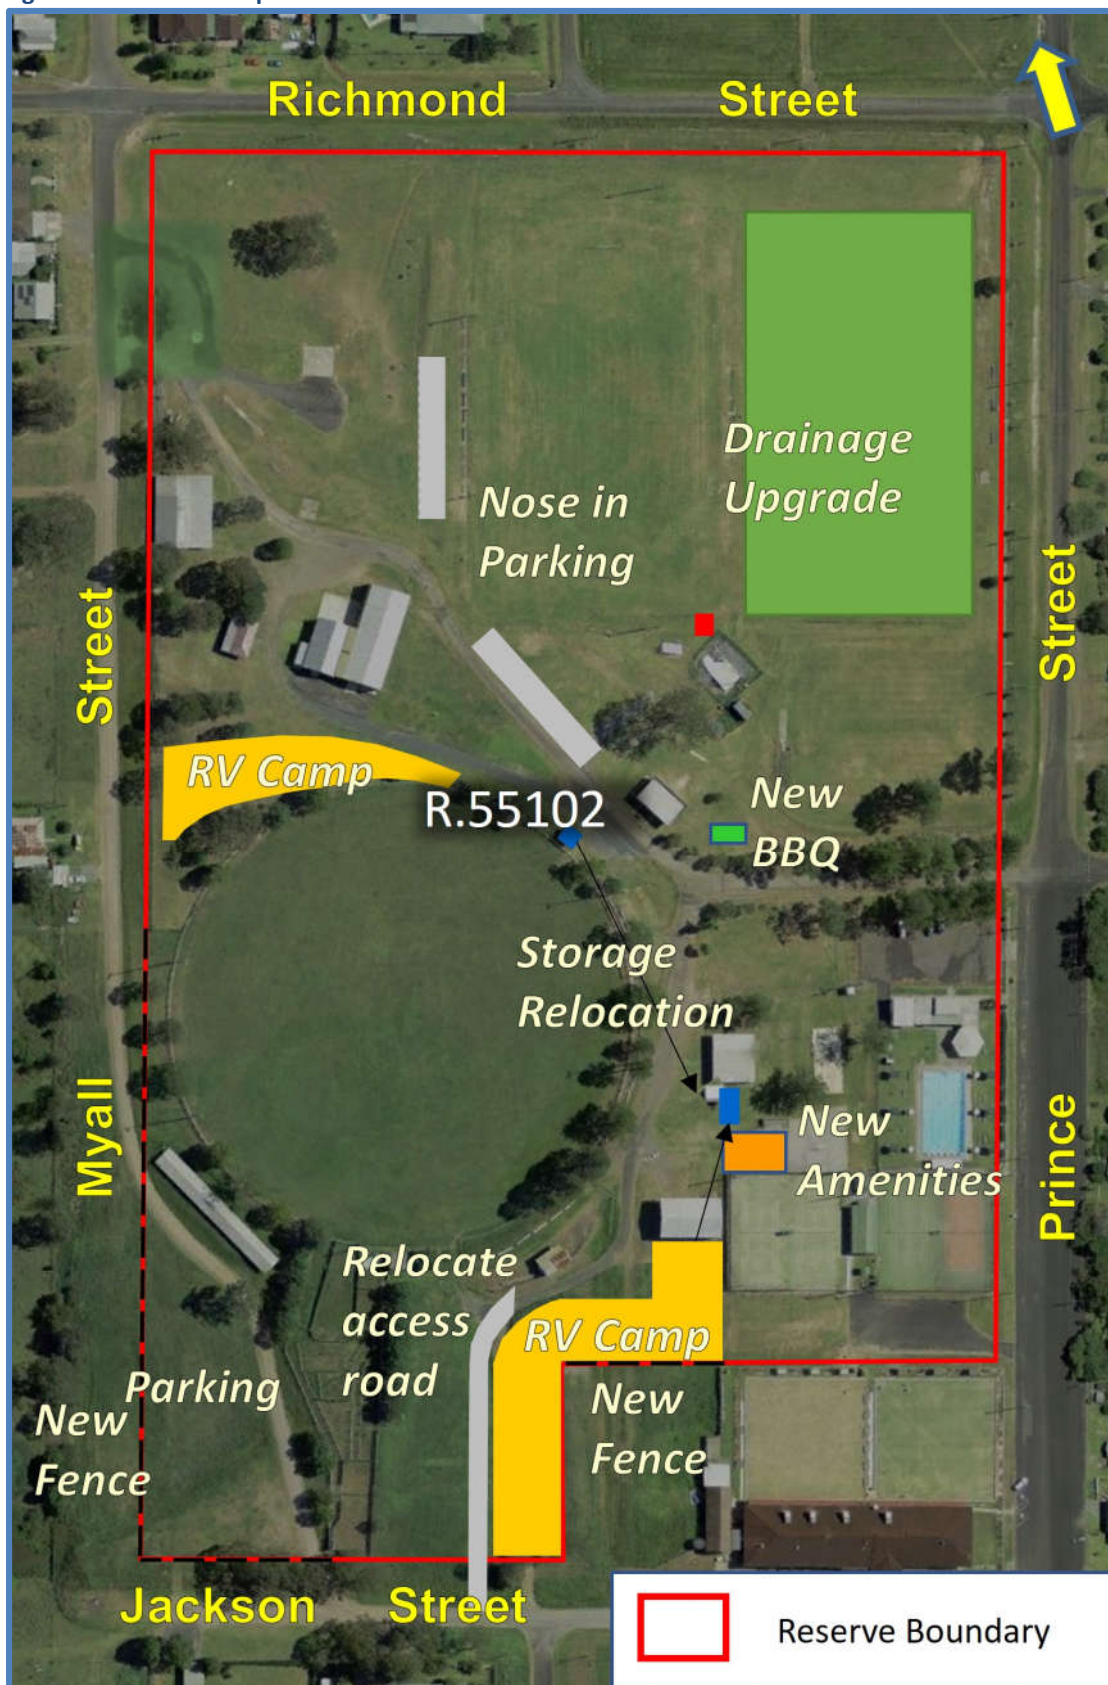 Richmond Street
Drainage
Upgrade
Nose in
Parking
Street
Street
RV Camp
R.55102
New
BBQ
Storage
Relocation
Myall
Prince
New
Amenities
Relocate
access
road
RV Camp
Parking
New
Fence
New
Fence
Jackson Street
Reserve Boundary